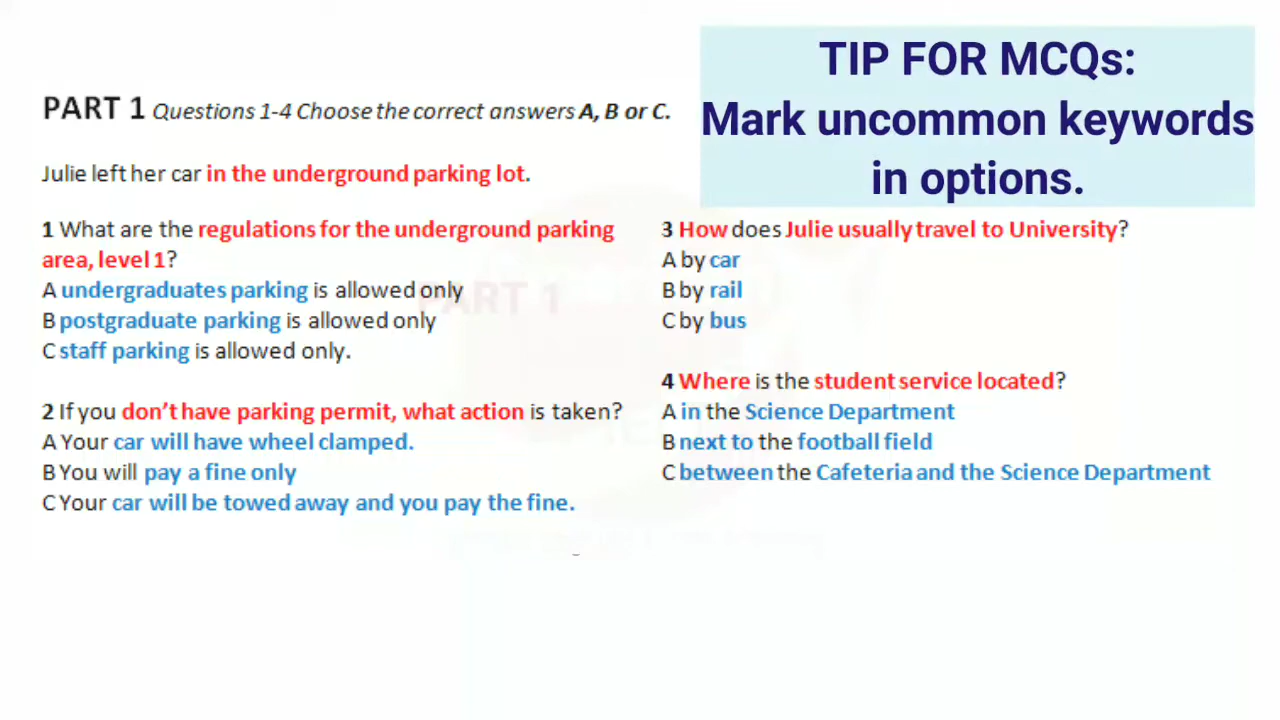 TIP FOR MCQs:
Mark uncommon keywords
in options.
PART 1 Questions 1-4 Choose the correct answers A, B or C.
Julie left her car in the underground parking lot.
1 What are the regulations for the underground parking
area, level 1?
A undergraduates parking is allowed only
B postgraduate parking is allowed only
C staff parking is allowed only.
2 If you don't have parking permit, what action is taken?
A Your car will have wheel clamped.
B You will pay a fine only
C Your car will be towed away and you pay the fine.
3 How does Julie usually travel to University?
A by car
B by rail
C by bus
4 Where is the student service located?
A in the Science Department
B next to the football field
C between the Cafeteria and the Science Department
PART 1